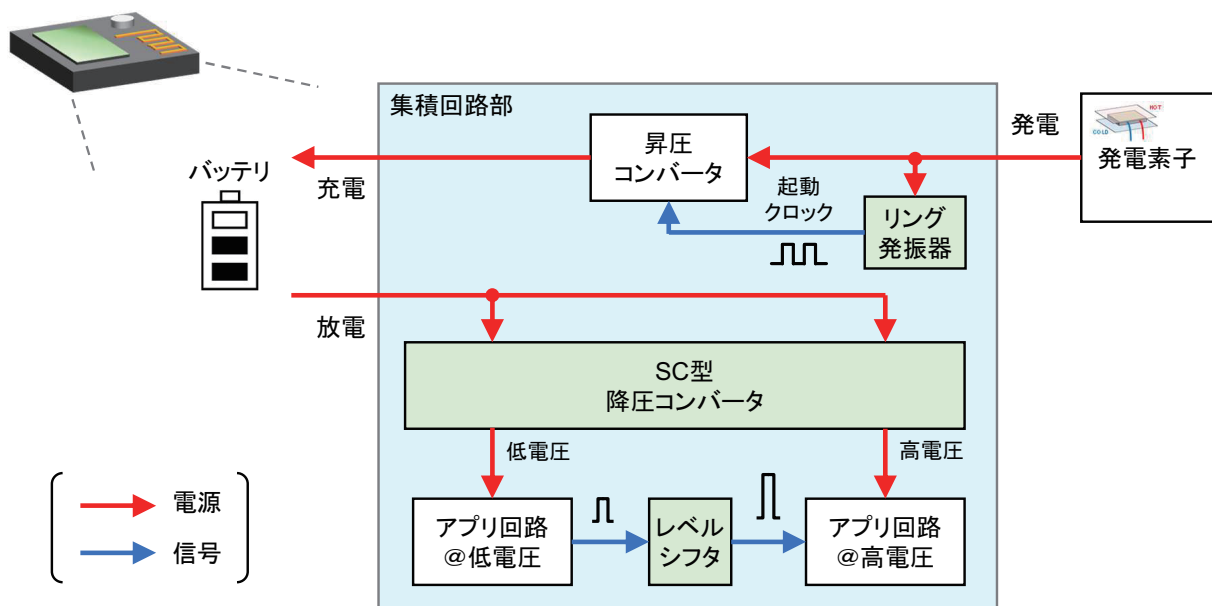 集積回路部
発電
HOT
COLD
発電素子
昇圧
コンバータ
バッテリ
充電
起動
クロック
リング
発振器
放電
SC型
降圧コンバータ
低電圧
高電圧
電源
信号
アプリ回路
@低電圧
レベル
シフタ
アプリ回路
@高電圧